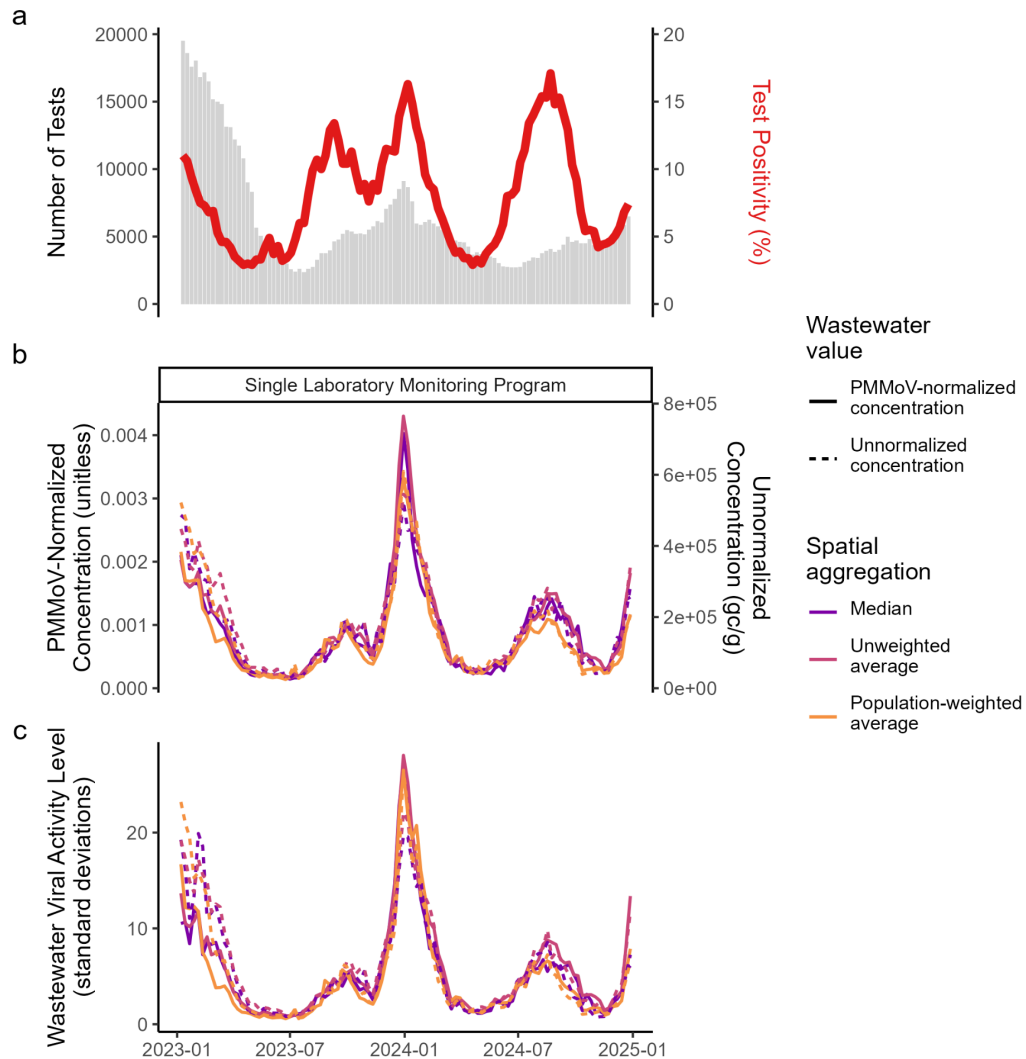 a
20000
15000
10000
5000
0
Number of Tests
20
15
10
5
0
Test Positivity (%)
b
Single Laboratory Monitoring Program
0.004
0.003
0.002
0.001
0.000
PMMoV-Normalized
Concentration (unitless)
8e+05
6e+05
4e+05
2e+05
0e+00
Unnormalized
Concentration (gc/g)
c
20
10
0
Wastewater Viral Activity Level
(standard deviations)
2023-01
2023-07
2024-01
2024-07
2025-01
Wastewater
value
PMMoV-normalized
concentration
Unnormalized
concentration
Spatial
aggregation
Median
Unweighted
average
Population-weighted
average